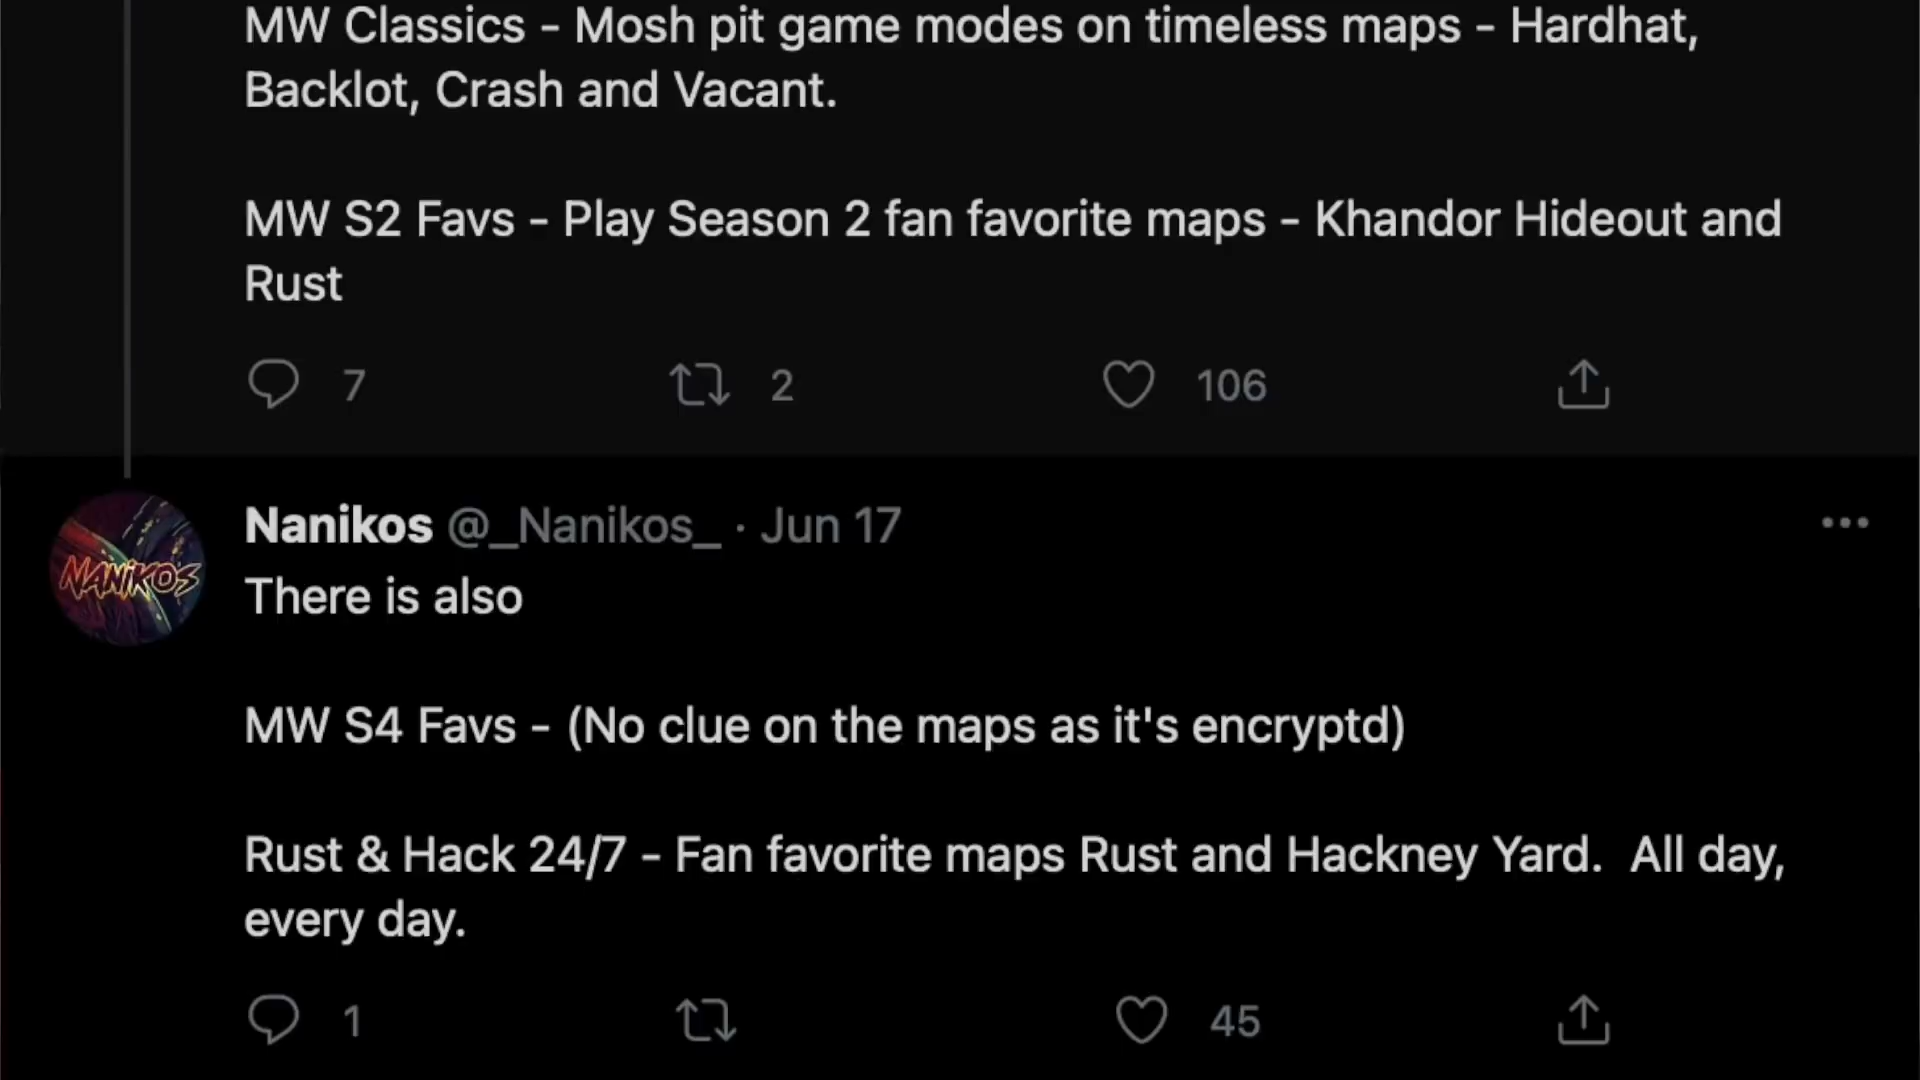 MW Classics - Mosh pit game modes on timeless maps - Hardhat,
Backlot, Crash and Vacant.
MW S2 Favs - Play Season 2 fan favorite maps - Khandor Hideout and
Rust
7 2 106
NANIKOS
Nanikos @_Nanikos_ · Jun 17
There is also
MW S4 Favs - (No clue on the maps as it's encryptd)
Rust & Hack 24/7 - Fan favorite maps Rust and Hackney Yard.  All day,
every day.
1 45